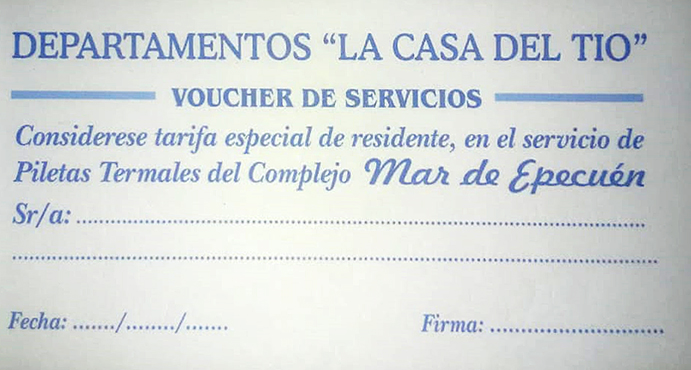 DEPARTAMENTOS “LA CASA DEL TIO”
VOUCHER DE SERVICIOS
Considerese tarifa especial de residente, en el servicio de
Piletas Termales del Complejo Mar de Epecuén
Sr/a: ....................................................................................................
....................................................................................................
Fecha: ......./......../.......
Firma: ..............................